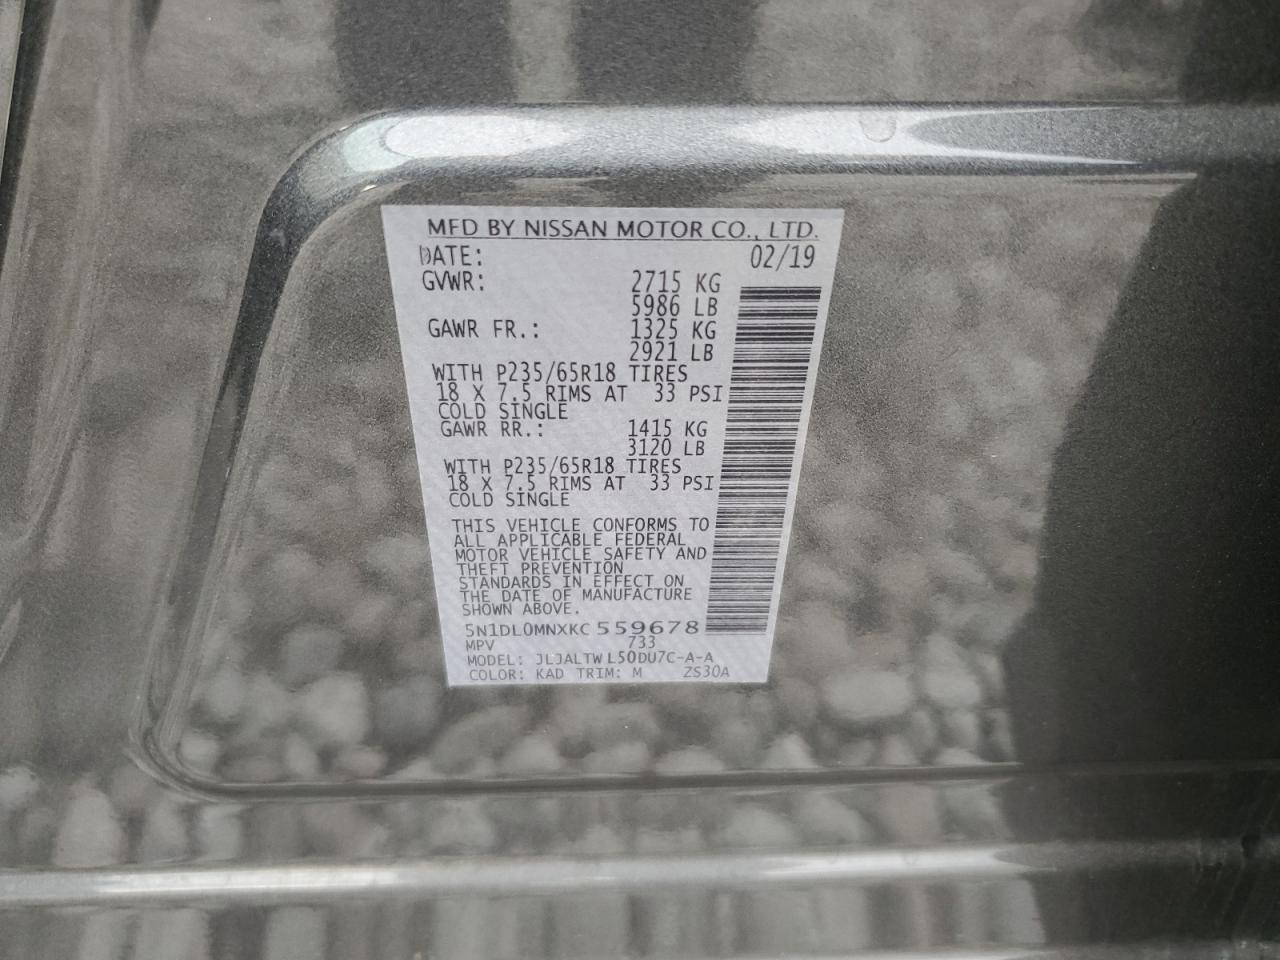 MFD BY NISSAN MOTOR CO., LTD.
DATE: 02/19
GVWR: 2715 KG
5986 LB
GAWR FR.: 1325 KG
2921 LB
WITH P235/65R18 TIRES
18 X 7.5 RIMS AT 33 PSI
COLD SINGLE
GAWR RR.: 1415 KG
3120 LB
WITH P235/65R18 TIRES
18 X 7.5 RIMS AT 33 PSI
COLD SINGLE
THIS VEHICLE CONFORMS TO
ALL APPLICABLE FEDERAL
MOTOR VEHICLE SAFETY AND
THEFT PREVENTION
STANDARDS IN EFFECT ON
THE DATE OF MANUFACTURE
SHOWN ABOVE.
5N1DL0MNXKC559678
MPV 733
MODEL: JLJALTWL50DU7C-A-A
COLOR: KAD TRIM: M ZS30A